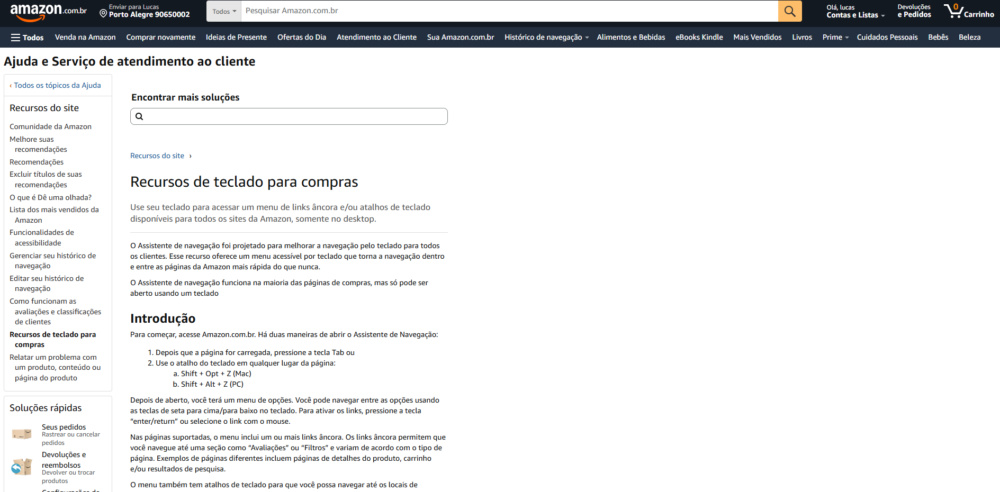 amazon.com.br
Enviar para Lucas
Porto Alegre 90650002
Todos
Pesquisar Amazon.com.br
Olá, lucas
Contas e Listas
Devoluções
e Pedidos
0
Carrinho
Todos
Venda na Amazon
Comprar novamente
Ideias de Presente
Ofertas do Dia
Atendimento ao Cliente
Sua Amazon.com.br
Histórico de navegação
Alimentos e Bebidas
eBooks Kindle
Mais Vendidos
Livros
Prime
Cuidados Pessoais
Bebês
Beleza
Ajuda e Serviço de atendimento ao cliente
‹ Todos os tópicos da Ajuda
Recursos do site
Comunidade da Amazon
Melhore suas
recomendações
Recomendações
Excluir títulos de suas
recomendações
O que é Dê uma olhada?
Lista dos mais vendidos da
Amazon
Funcionalidades de
acessibilidade
Gerenciar seu histórico de
navegação
Editar seu histórico de
navegação
Como funcionam as
avaliações e classificações
de clientes
Recursos de teclado para
compras
Relatar um problema com
um produto, conteúdo ou
página do produto
Soluções rápidas
Seus pedidos
Rastrear ou cancelar
pedidos
Devoluções e
reembolsos
Devolver ou trocar
produtos
Configurações de
Encontrar mais soluções
Recursos do site ›
Recursos de teclado para compras
Use seu teclado para acessar um menu de links âncora e/ou atalhos de teclado
disponíveis para todos os sites da Amazon, somente no desktop.
O Assistente de navegação foi projetado para melhorar a navegação pelo teclado para todos
os clientes. Esse recurso oferece um menu acessível por teclado que torna a navegação dentro
e entre as páginas da Amazon mais rápida do que nunca.
O Assistente de navegação funciona na maioria das páginas de compras, mas só pode ser
aberto usando um teclado
Introdução
Para começar, acesse Amazon.com.br. Há duas maneiras de abrir o Assistente de Navegação:
1. Depois que a página for carregada, pressione a tecla Tab ou
2. Use o atalho do teclado em qualquer lugar da página:
a. Shift + Opt + Z (Mac)
b. Shift + Alt + Z (PC)
Depois de aberto, você terá um menu de opções. Você pode navegar entre as opções usando
as teclas de seta para cima/para baixo no teclado. Para ativar os links, pressione a tecla
“enter/return” ou selecione o link com o mouse.
Nas páginas suportadas, o menu inclui um ou mais links âncora. Os links âncora permitem que
você navegue até uma seção como “Avaliações” ou “Filtros” e variam de acordo com o tipo de
página. Exemplos de páginas diferentes incluem páginas de detalhes do produto, carrinho
e/ou resultados de pesquisa.
O menu também tem atalhos de teclado para que você possa navegar até os locais de